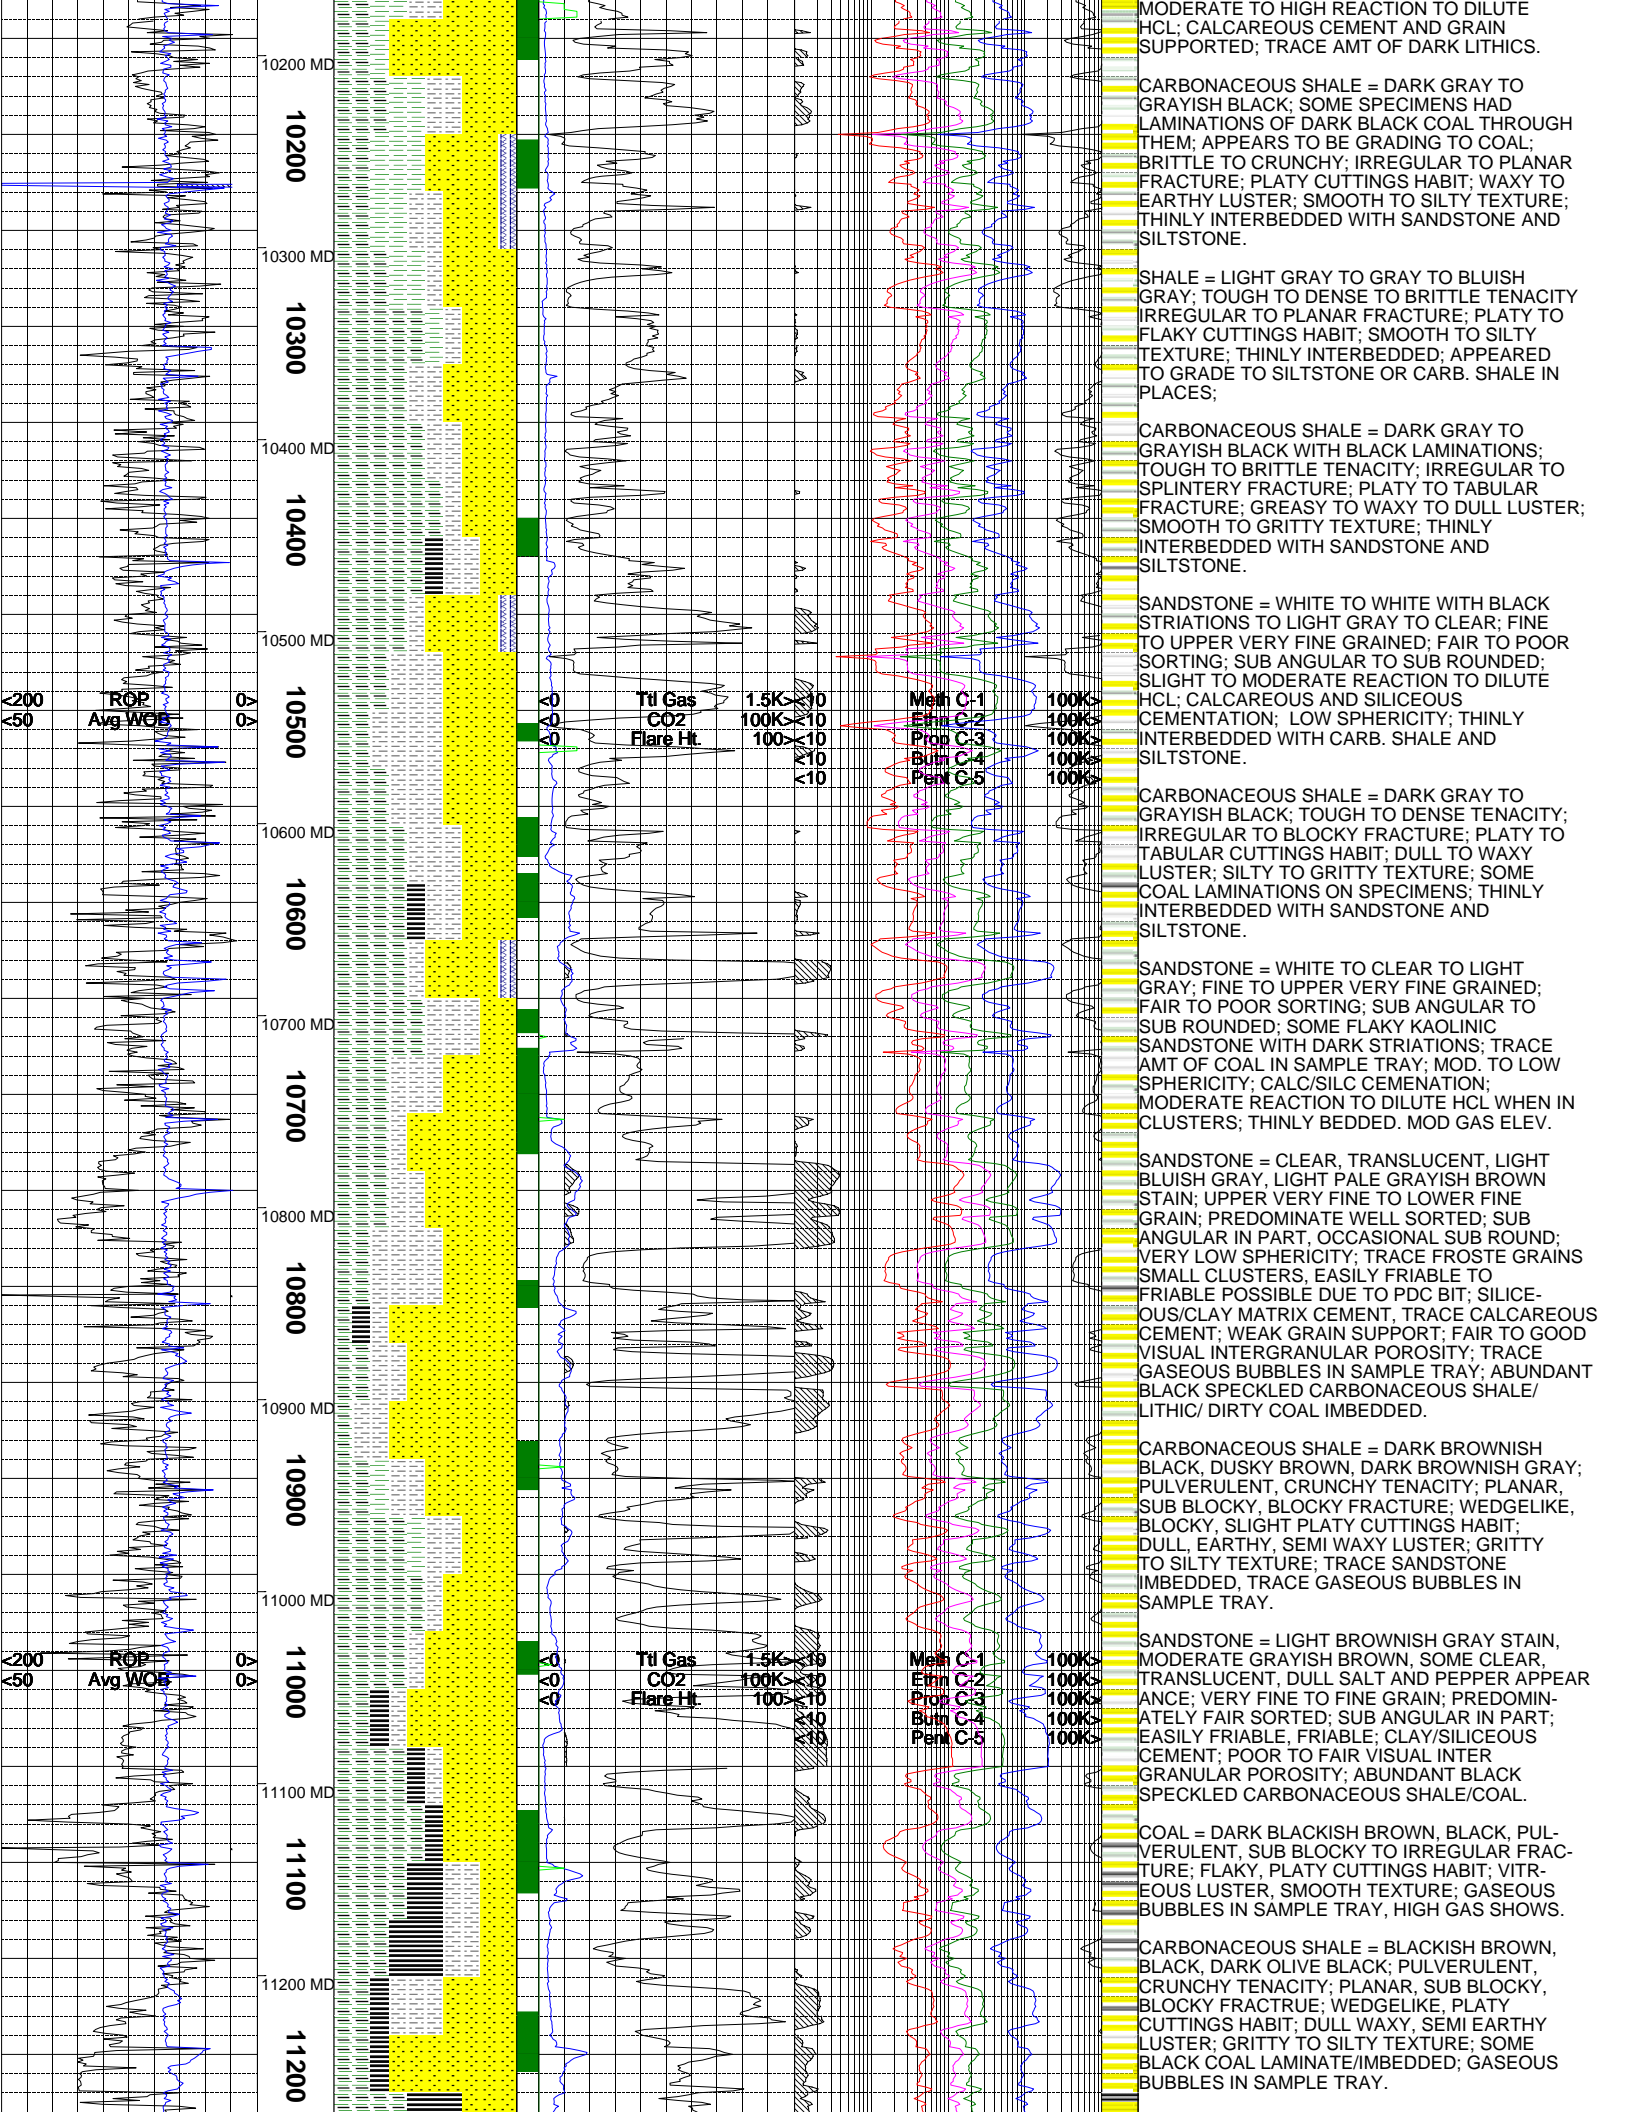 MODERATE TO HIGH REACTION TO DILUTE
HCL; CALCAREOUS CEMENT AND GRAIN
SUPPORTED; TRACE AMT OF DARK LITHICS.
CARBONACEOUS SHALE = DARK GRAY TO
GRAYISH BLACK; SOME SPECIMENS HAD
LAMINATIONS OF DARK BLACK COAL THROUGH
THEM; APPEARS TO BE GRADING TO COAL;
BRITTLE TO CRUNCHY; IRREGULAR TO PLANAR
FRACTURE; PLATY CUTTINGS HABIT; WAXY TO
EARTHY LUSTER; SMOOTH TO SILTY TEXTURE;
THINLY INTERBEDDED WITH SANDSTONE AND
SILTSTONE.
SHALE = LIGHT GRAY TO GRAY TO BLUISH
GRAY; TOUGH TO DENSE TO BRITTLE TENACITY
IRREGULAR TO PLANAR FRACTURE; PLATY TO
FLAKY CUTTINGS HABIT; SMOOTH TO SILTY
TEXTURE; THINLY INTERBEDDED; APPEARED
TO GRADE TO SILTSTONE OR CARB. SHALE IN
PLACES;
CARBONACEOUS SHALE = DARK GRAY TO
GRAYISH BLACK WITH BLACK LAMINATIONS;
TOUGH TO BRITTLE TENACITY; IRREGULAR TO
SPLINTERY FRACTURE; PLATY TO TABULAR
FRACTURE; GREASY TO WAXY TO DULL LUSTER;
SMOOTH TO GRITTY TEXTURE; THINLY
INTERBEDDED WITH SANDSTONE AND
SILTSTONE.
SANDSTONE = WHITE TO WHITE WITH BLACK
STRIATIONS TO LIGHT GRAY TO CLEAR; FINE
TO UPPER VERY FINE GRAINED; FAIR TO POOR
SORTING; SUB ANGULAR TO SUB ROUNDED;
SLIGHT TO MODERATE REACTION TO DILUTE
HCL; CALCAREOUS AND SILICEOUS
CEMENTATION; LOW SPHERICITY; THINLY
INTERBEDDED WITH CARB. SHALE AND
SILTSTONE.
CARBONACEOUS SHALE = DARK GRAY TO
GRAYISH BLACK; TOUGH TO DENSE TENACITY;
IRREGULAR TO BLOCKY FRACTURE; PLATY TO
TABULAR CUTTINGS HABIT; DULL TO WAXY
LUSTER; SILTY TO GRITTY TEXTURE; SOME
COAL LAMINATIONS ON SPECIMENS; THINLY
INTERBEDDED WITH SANDSTONE AND
SILTSTONE.
SANDSTONE = WHITE TO CLEAR TO LIGHT
GRAY; FINE TO UPPER VERY FINE GRAINED;
FAIR TO POOR SORTING; SUB ANGULAR TO
SUB ROUNDED; SOME FLAKY KAOLINIC
SANDSTONE WITH DARK STRIATIONS; TRACE
AMT OF COAL IN SAMPLE TRAY; MOD. TO LOW
SPHERICITY; CALC/SILC CEMENATION;
MODERATE REACTION TO DILUTE HCL WHEN IN
CLUSTERS; THINLY BEDDED. MOD GAS ELEV.
SANDSTONE = CLEAR, TRANSLUCENT, LIGHT
BLUISH GRAY, LIGHT PALE GRAYISH BROWN
STAIN; UPPER VERY FINE TO LOWER FINE
GRAIN; PREDOMINATE WELL SORTED; SUB
ANGULAR IN PART, OCCASIONAL SUB ROUND;
VERY LOW SPHERICITY; TRACE FROSTE GRAINS
SMALL CLUSTERS, EASILY FRIABLE TO
FRIABLE POSSIBLE DUE TO PDC BIT; SILICE-
OUS/CLAY MATRIX CEMENT, TRACE CALCAREOUS
CEMENT; WEAK GRAIN SUPPORT; FAIR TO GOOD
VISUAL INTERGRANULAR POROSITY; TRACE
GASEOUS BUBBLES IN SAMPLE TRAY; ABUNDANT
BLACK SPECKLED CARBONACEOUS SHALE/
LITHIC/ DIRTY COAL IMBEDDED.
CARBONACEOUS SHALE = DARK BROWNISH
BLACK, DUSKY BROWN, DARK BROWNISH GRAY;
PULVERULENT, CRUNCHY TENACITY; PLANAR,
SUB BLOCKY, BLOCKY FRACTURE; WEDGELIKE,
BLOCKY, SLIGHT PLATY CUTTINGS HABIT;
DULL, EARTHY, SEMI WAXY LUSTER; GRITTY
TO SILTY TEXTURE; TRACE SANDSTONE
IMBEDDED, TRACE GASEOUS BUBBLES IN
SAMPLE TRAY.
SANDSTONE = LIGHT BROWNISH GRAY STAIN,
MODERATE GRAYISH BROWN, SOME CLEAR,
TRANSLUCENT, DULL SALT AND PEPPER APPEAR
ANCE; VERY FINE TO FINE GRAIN; PREDOMIN-
ATELY FAIR SORTED; SUB ANGULAR IN PART;
EASILY FRIABLE, FRIABLE; CLAY/SILICEOUS
CEMENT; POOR TO FAIR VISUAL INTER
GRANULAR POROSITY; ABUNDANT BLACK
SPECKLED CARBONACEOUS SHALE/COAL.
COAL = DARK BLACKISH BROWN, BLACK, PUL-
VERULENT, SUB BLOCKY TO IRREGULAR FRAC-
TURE; FLAKY, PLATY CUTTINGS HABIT; VITR-
EOUS LUSTER, SMOOTH TEXTURE; GASEOUS
BUBBLES IN SAMPLE TRAY, HIGH GAS SHOWS.
CARBONACEOUS SHALE = BLACKISH BROWN,
BLACK, DARK OLIVE BLACK; PULVERULENT,
CRUNCHY TENACITY; PLANAR, SUB BLOCKY,
BLOCKY FRACTRUE; WEDGELIKE, PLATY
CUTTINGS HABIT; DULL WAXY, SEMI EARTHY
LUSTER; GRITTY TO SILTY TEXTURE; SOME
BLACK COAL LAMINATE/IMBEDDED; GASEOUS
BUBBLES IN SAMPLE TRAY.
10200 MD
10200
10300 MD
10300
10400 MD
10400
10500 MD
10500
10600 MD
10600
10700 MD
10700
10800 MD
10800
10900 MD
10900
11000 MD
11000
11100 MD
11100
11200 MD
11200
<200 ROP 0> <0 Ttl Gas 1.5K> <10 Meth C-1 100K>
<50 Avg WOB 0> <0 CO2 100K> <10 Ethn C-2 100K>
<0 Flare Ht. 100> <10 Prop C-3 100K>
<10 Butn C-4 100K>
<10 Pent C-5 100K>
<200 ROP 0> <0 Ttl Gas 1.5K> <10 Meth C-1 100K>
<50 Avg WOB 0> <0 CO2 100K> <10 Ethn C-2 100K>
<0 Flare Ht. 100> <10 Prop C-3 100K>
<10 Butn C-4 100K>
<10 Pent C-5 100K>